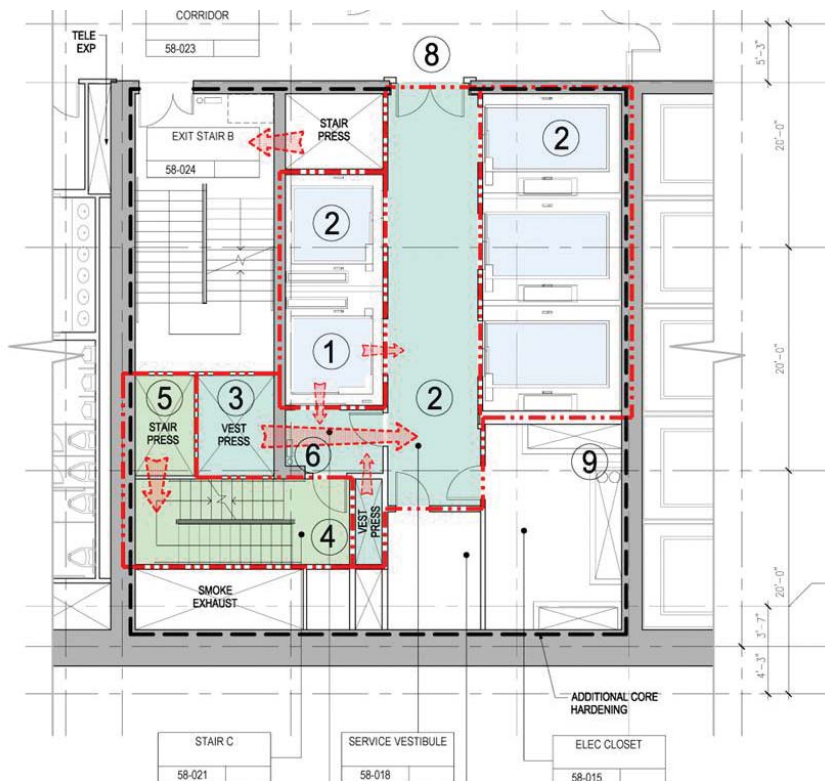 CORRIDOR
58-023
TELE
EXP
8
5'-3"
STAIR
PRESS
2
EXIT STAIR B
58-024
20'-0"
2
1
20'-0"
5
STAIR
PRESS
3
VEST
PRESS
2
6
9
VEST
PRESS
4
20'-0"
SMOKE
EXHAUST
3'-7"
4'-3"
ADDITIONAL CORE
HARDENING
STAIR C
58-021
SERVICE VESTIBULE
58-018
ELEC CLOSET
58-015